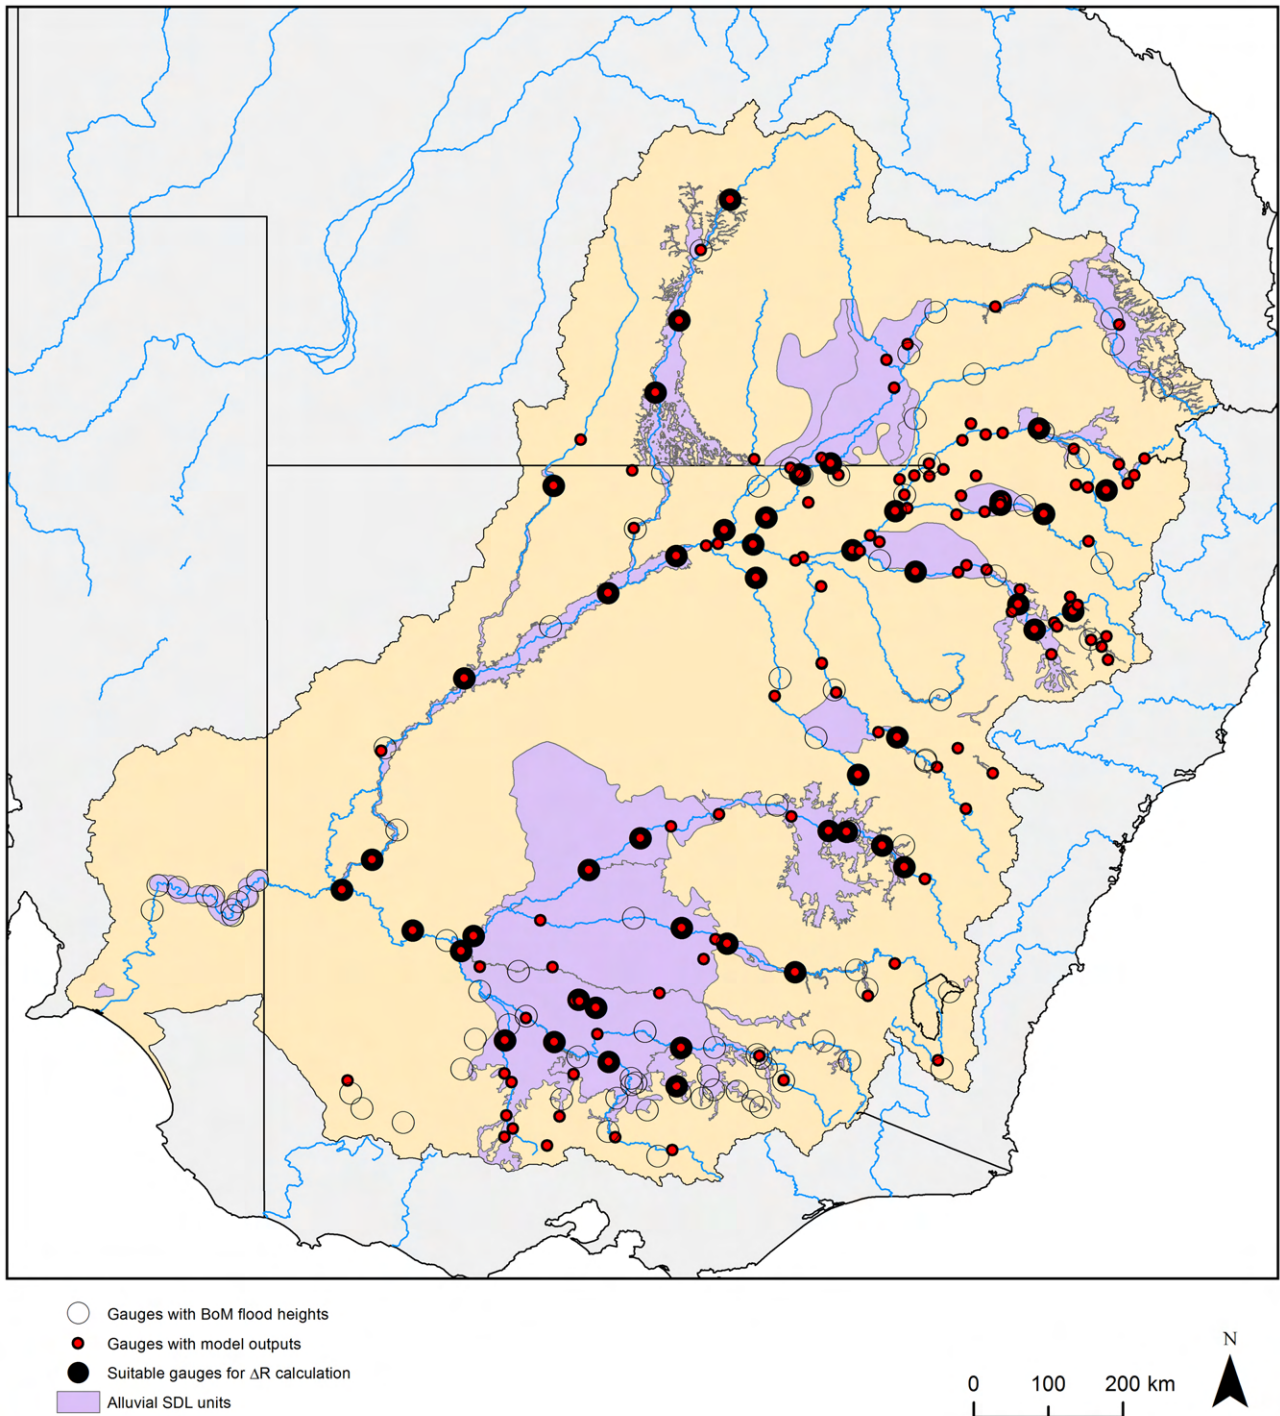 Gauges with BoM flood heights
Gauges with model outputs
Suitable gauges for ΔR calculation
Alluvial SDL units
N
0 100 200 km